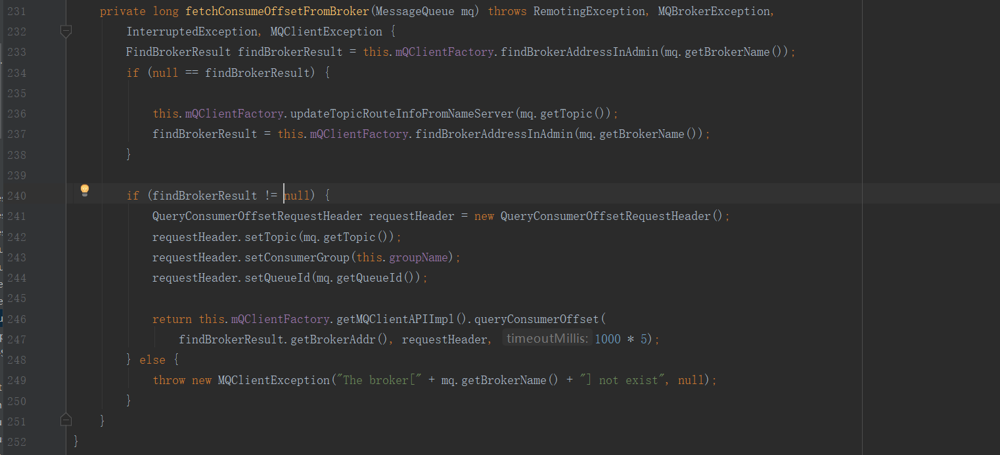 231 private long fetchConsumeOffsetFromBroker(MessageQueue mq) throws RemotingException, MQBrokerException,
232 InterruptedException, MQClientException {
233 FindBrokerResult findBrokerResult = this.mQClientFactory.findBrokerAddressInAdmin(mq.getBrokerName());
234 if (null == findBrokerResult) {
235
236 this.mQClientFactory.updateTopicRouteInfoFromNameServer(mq.getTopic());
237 findBrokerResult = this.mQClientFactory.findBrokerAddressInAdmin(mq.getBrokerName());
238 }
239
240 if (findBrokerResult != null) {
241 QueryConsumerOffsetRequestHeader requestHeader = new QueryConsumerOffsetRequestHeader();
242 requestHeader.setTopic(mq.getTopic());
243 requestHeader.setConsumerGroup(this.groupName);
244 requestHeader.setQueueId(mq.getQueueId());
245
246 return this.mQClientFactory.getMQClientAPIImpl().queryConsumerOffset(
247 findBrokerResult.getBrokerAddr(), requestHeader, timeoutMillis: 1000 * 5);
248 } else {
249 throw new MQClientException("The broker[" + mq.getBrokerName() + "] not exist", null);
250 }
251 }
252 }